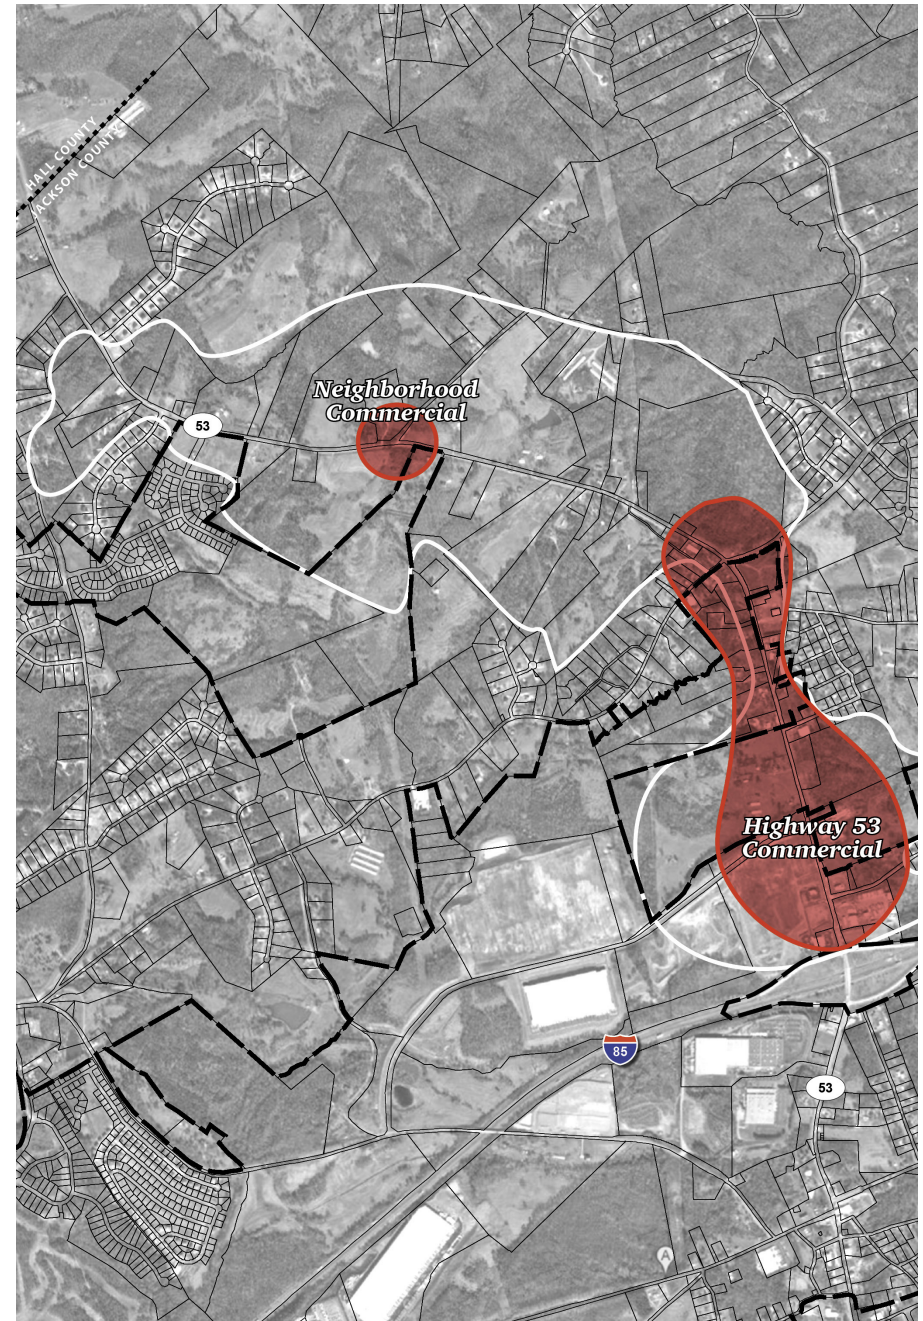 HALL COUNTY
JACKSON COUNTY
Neighborhood
Commercial
53
Highway 53
Commercial
85
53
A